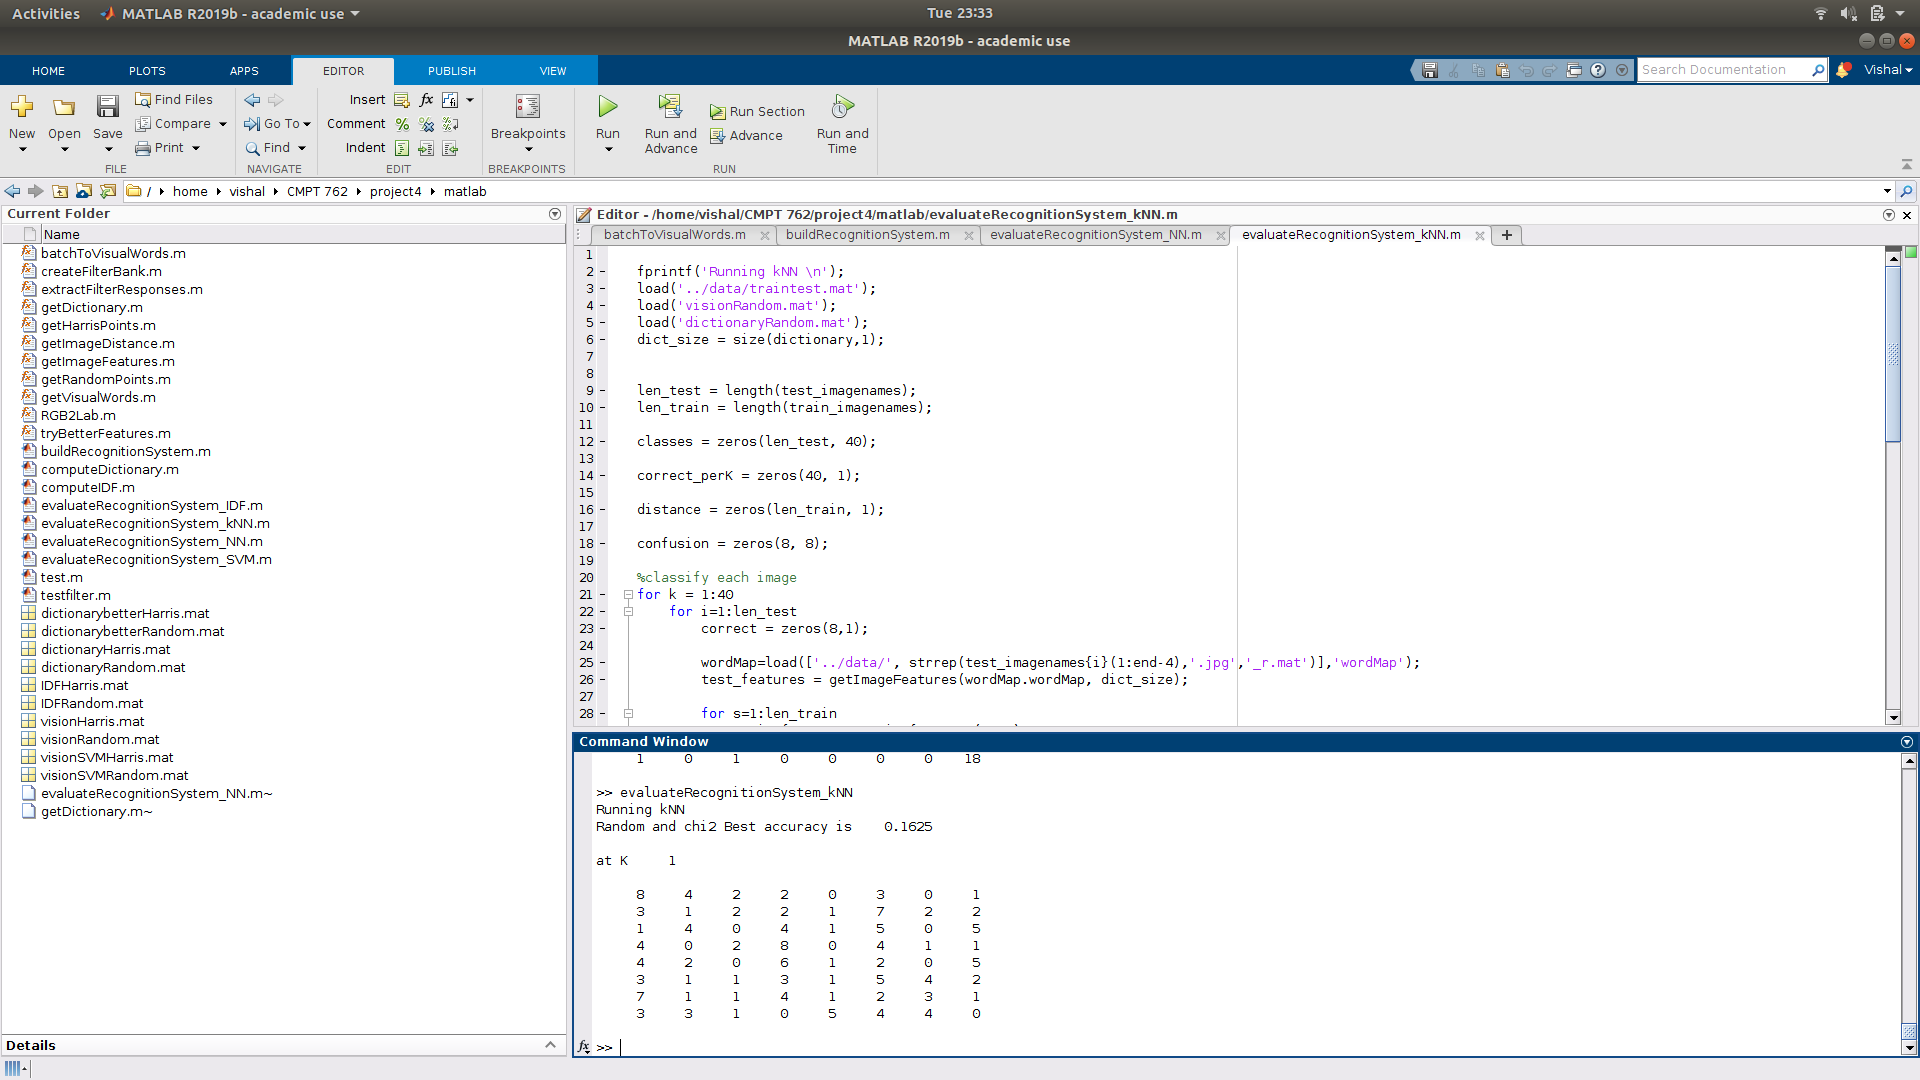 Activities MATLAB R2019b - academic use Tue 23:33
MATLAB R2019b - academic use
HOME PLOTS APPS EDITOR PUBLISH VIEW Search Documentation Vishal
New Open Save Find Files Compare Print
FILE
Go To Find
NAVIGATE
Insert fx
Comment
Indent
EDIT
Breakpoints
BREAKPOINTS
Run Run and Advance Run Section Advance Run and Time
RUN
/ home vishal CMPT 762 project4 matlab
Current Folder
Name
batchToVisualWords.m
createFilterBank.m
extractFilterResponses.m
getDictionary.m
getHarrisPoints.m
getImageDistance.m
getImageFeatures.m
getRandomPoints.m
getVisualWords.m
RGB2Lab.m
tryBetterFeatures.m
buildRecognitionSystem.m
computeDictionary.m
computeIDF.m
evaluateRecognitionSystem_IDF.m
evaluateRecognitionSystem_kNN.m
evaluateRecognitionSystem_NN.m
evaluateRecognitionSystem_SVM.m
test.m
testfilter.m
dictionarybetterHarris.mat
dictionarybetterRandom.mat
dictionaryHarris.mat
dictionaryRandom.mat
IDFHarris.mat
IDFRandom.mat
visionHarris.mat
visionRandom.mat
visionSVMHarris.mat
visionSVMRandom.mat
evaluateRecognitionSystem_NN.m~
getDictionary.m~
Details
Editor - /home/vishal/CMPT 762/project4/matlab/evaluateRecognitionSystem_kNN.m
batchToVisualWords.m buildRecognitionSystem.m evaluateRecognitionSystem_NN.m evaluateRecognitionSystem_kNN.m +
1
2 - fprintf('Running kNN \n');
3 - load('../data/traintest.mat');
4 - load('visionRandom.mat');
5 - load('dictionaryRandom.mat');
6 - dict_size = size(dictionary,1);
7
8
9 - len_test = length(test_imagenames);
10 - len_train = length(train_imagenames);
11
12 - classes = zeros(len_test, 40);
13
14 - correct_perK = zeros(40, 1);
15
16 - distance = zeros(len_train, 1);
17
18 - confusion = zeros(8, 8);
19
20 %classify each image
21 - for k = 1:40
22 - for i=1:len_test
23 - correct = zeros(8,1);
24
25 - wordMap=load(['../data/', strrep(test_imagenames{i}(1:end-4),'.jpg','_r.mat')],'wordMap');
26 - test_features = getImageFeatures(wordMap.wordMap, dict_size);
27
28 - for s=1:len_train
Command Window
1 0 1 0 0 0 0 18
>> evaluateRecognitionSystem_kNN
Running kNN
Random and chi2 Best accuracy is 0.1625
at K 1
8 4 2 2 0 3 0 1
3 1 2 2 1 7 2 2
1 4 0 4 1 5 0 5
4 0 2 8 0 4 1 1
4 2 0 6 1 2 0 5
3 1 1 3 1 5 4 2
7 1 1 4 1 2 3 1
3 3 1 0 5 4 4 0
fx >>